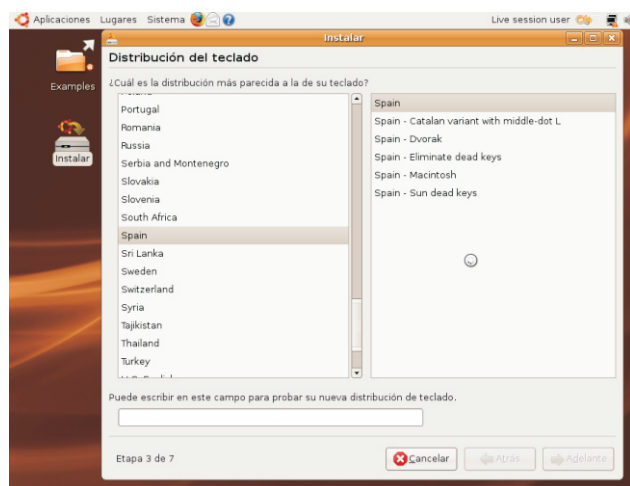 Aplicaciones Lugares Sistema Live session user
Instalar
Examples
Instalar
Distribución del teclado
¿Cuál es la distribución más parecida a la de su teclado?
Portugal
Romania
Russia
Serbia and Montenegro
Slovakia
Slovenia
South Africa
Spain
Sri Lanka
Sweden
Switzerland
Syria
Tajikistan
Thailand
Turkey
Spain
Spain - Catalan variant with middle-dot L
Spain - Dvorak
Spain - Eliminate dead keys
Spain - Macintosh
Spain - Sun dead keys
Puede escribir en este campo para probar su nueva distribución de teclado.
Etapa 3 de 7
Cancelar
Atrás
Adelante